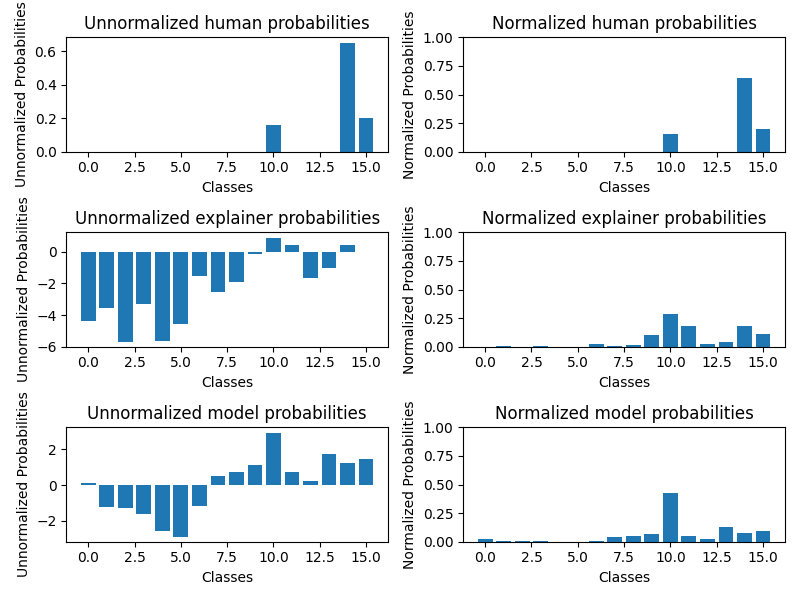 Unnormalized human probabilities
Unnormalized Probabilities
0.6
0.4
0.2
0.0
0.0 2.5 5.0 7.5 10.0 12.5 15.0
Classes
Normalized human probabilities
Normalized Probabilities
1.00
0.75
0.50
0.25
0.00
0.0 2.5 5.0 7.5 10.0 12.5 15.0
Classes
Unnormalized explainer probabilities
Unnormalized Probabilities
0
−2
−4
−6
0.0 2.5 5.0 7.5 10.0 12.5 15.0
Classes
Normalized explainer probabilities
Normalized Probabilities
1.00
0.75
0.50
0.25
0.00
0.0 2.5 5.0 7.5 10.0 12.5 15.0
Classes
Unnormalized model probabilities
Unnormalized Probabilities
2
0
−2
0.0 2.5 5.0 7.5 10.0 12.5 15.0
Classes
Normalized model probabilities
Normalized Probabilities
1.00
0.75
0.50
0.25
0.00
0.0 2.5 5.0 7.5 10.0 12.5 15.0
Classes